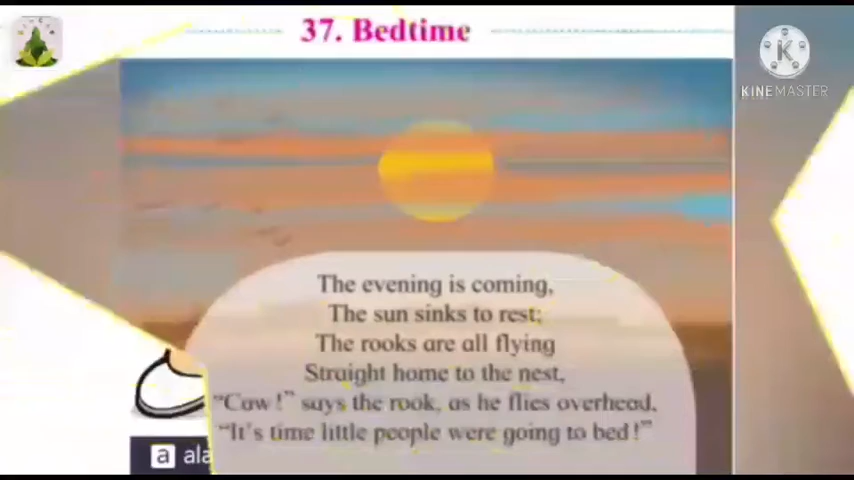 37. Bedtime
KINEMASTER
The evening is coming,
The sun sinks to rest;
The rooks are all flying
Straight home to the nest,
“Caw!” says the rook, as he flies overhead,
“It's time little people were going to bed!”
a